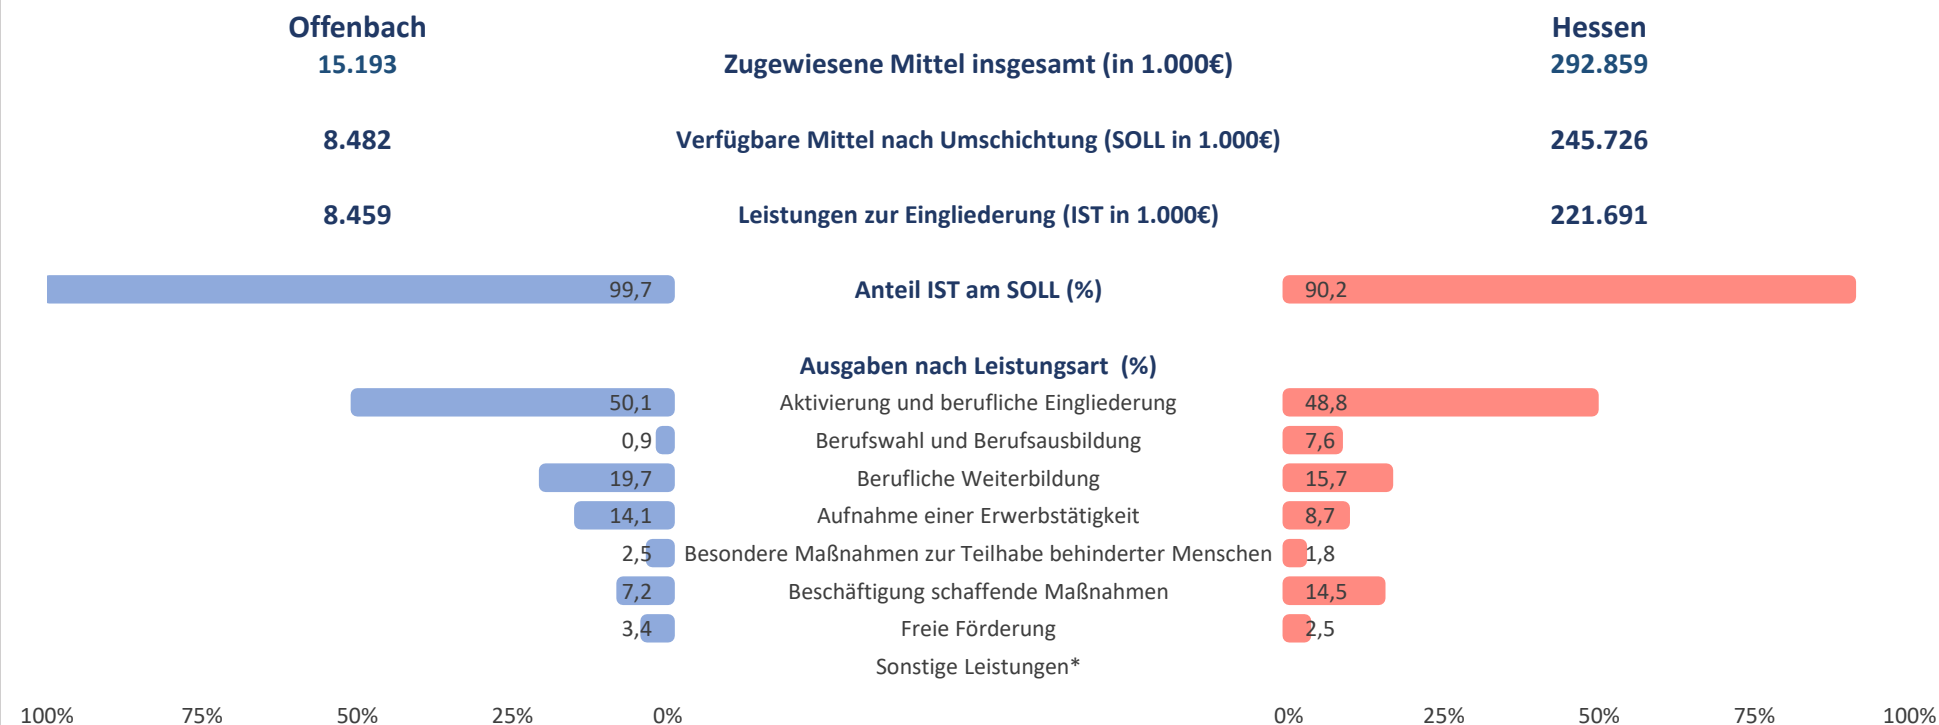 Offenbach Hessen
15.193 Zugewiesene Mittel insgesamt (in 1.000€) 292.859
8.482 Verfügbare Mittel nach Umschichtung (SOLL in 1.000€) 245.726
8.459 Leistungen zur Eingliederung (IST in 1.000€) 221.691
99,7 Anteil IST am SOLL (%) 90,2
Ausgaben nach Leistungsart (%)
50,1 Aktivierung und berufliche Eingliederung 48,8
0,9 Berufswahl und Berufsausbildung 7,6
19,7 Berufliche Weiterbildung 15,7
14,1 Aufnahme einer Erwerbstätigkeit 8,7
2,5 Besondere Maßnahmen zur Teilhabe behinderter Menschen 1,8
7,2 Beschäftigung schaffende Maßnahmen 14,5
3,4 Freie Förderung 2,5
Sonstige Leistungen*
100% 75% 50% 25% 0% 0% 25% 50% 75% 100%